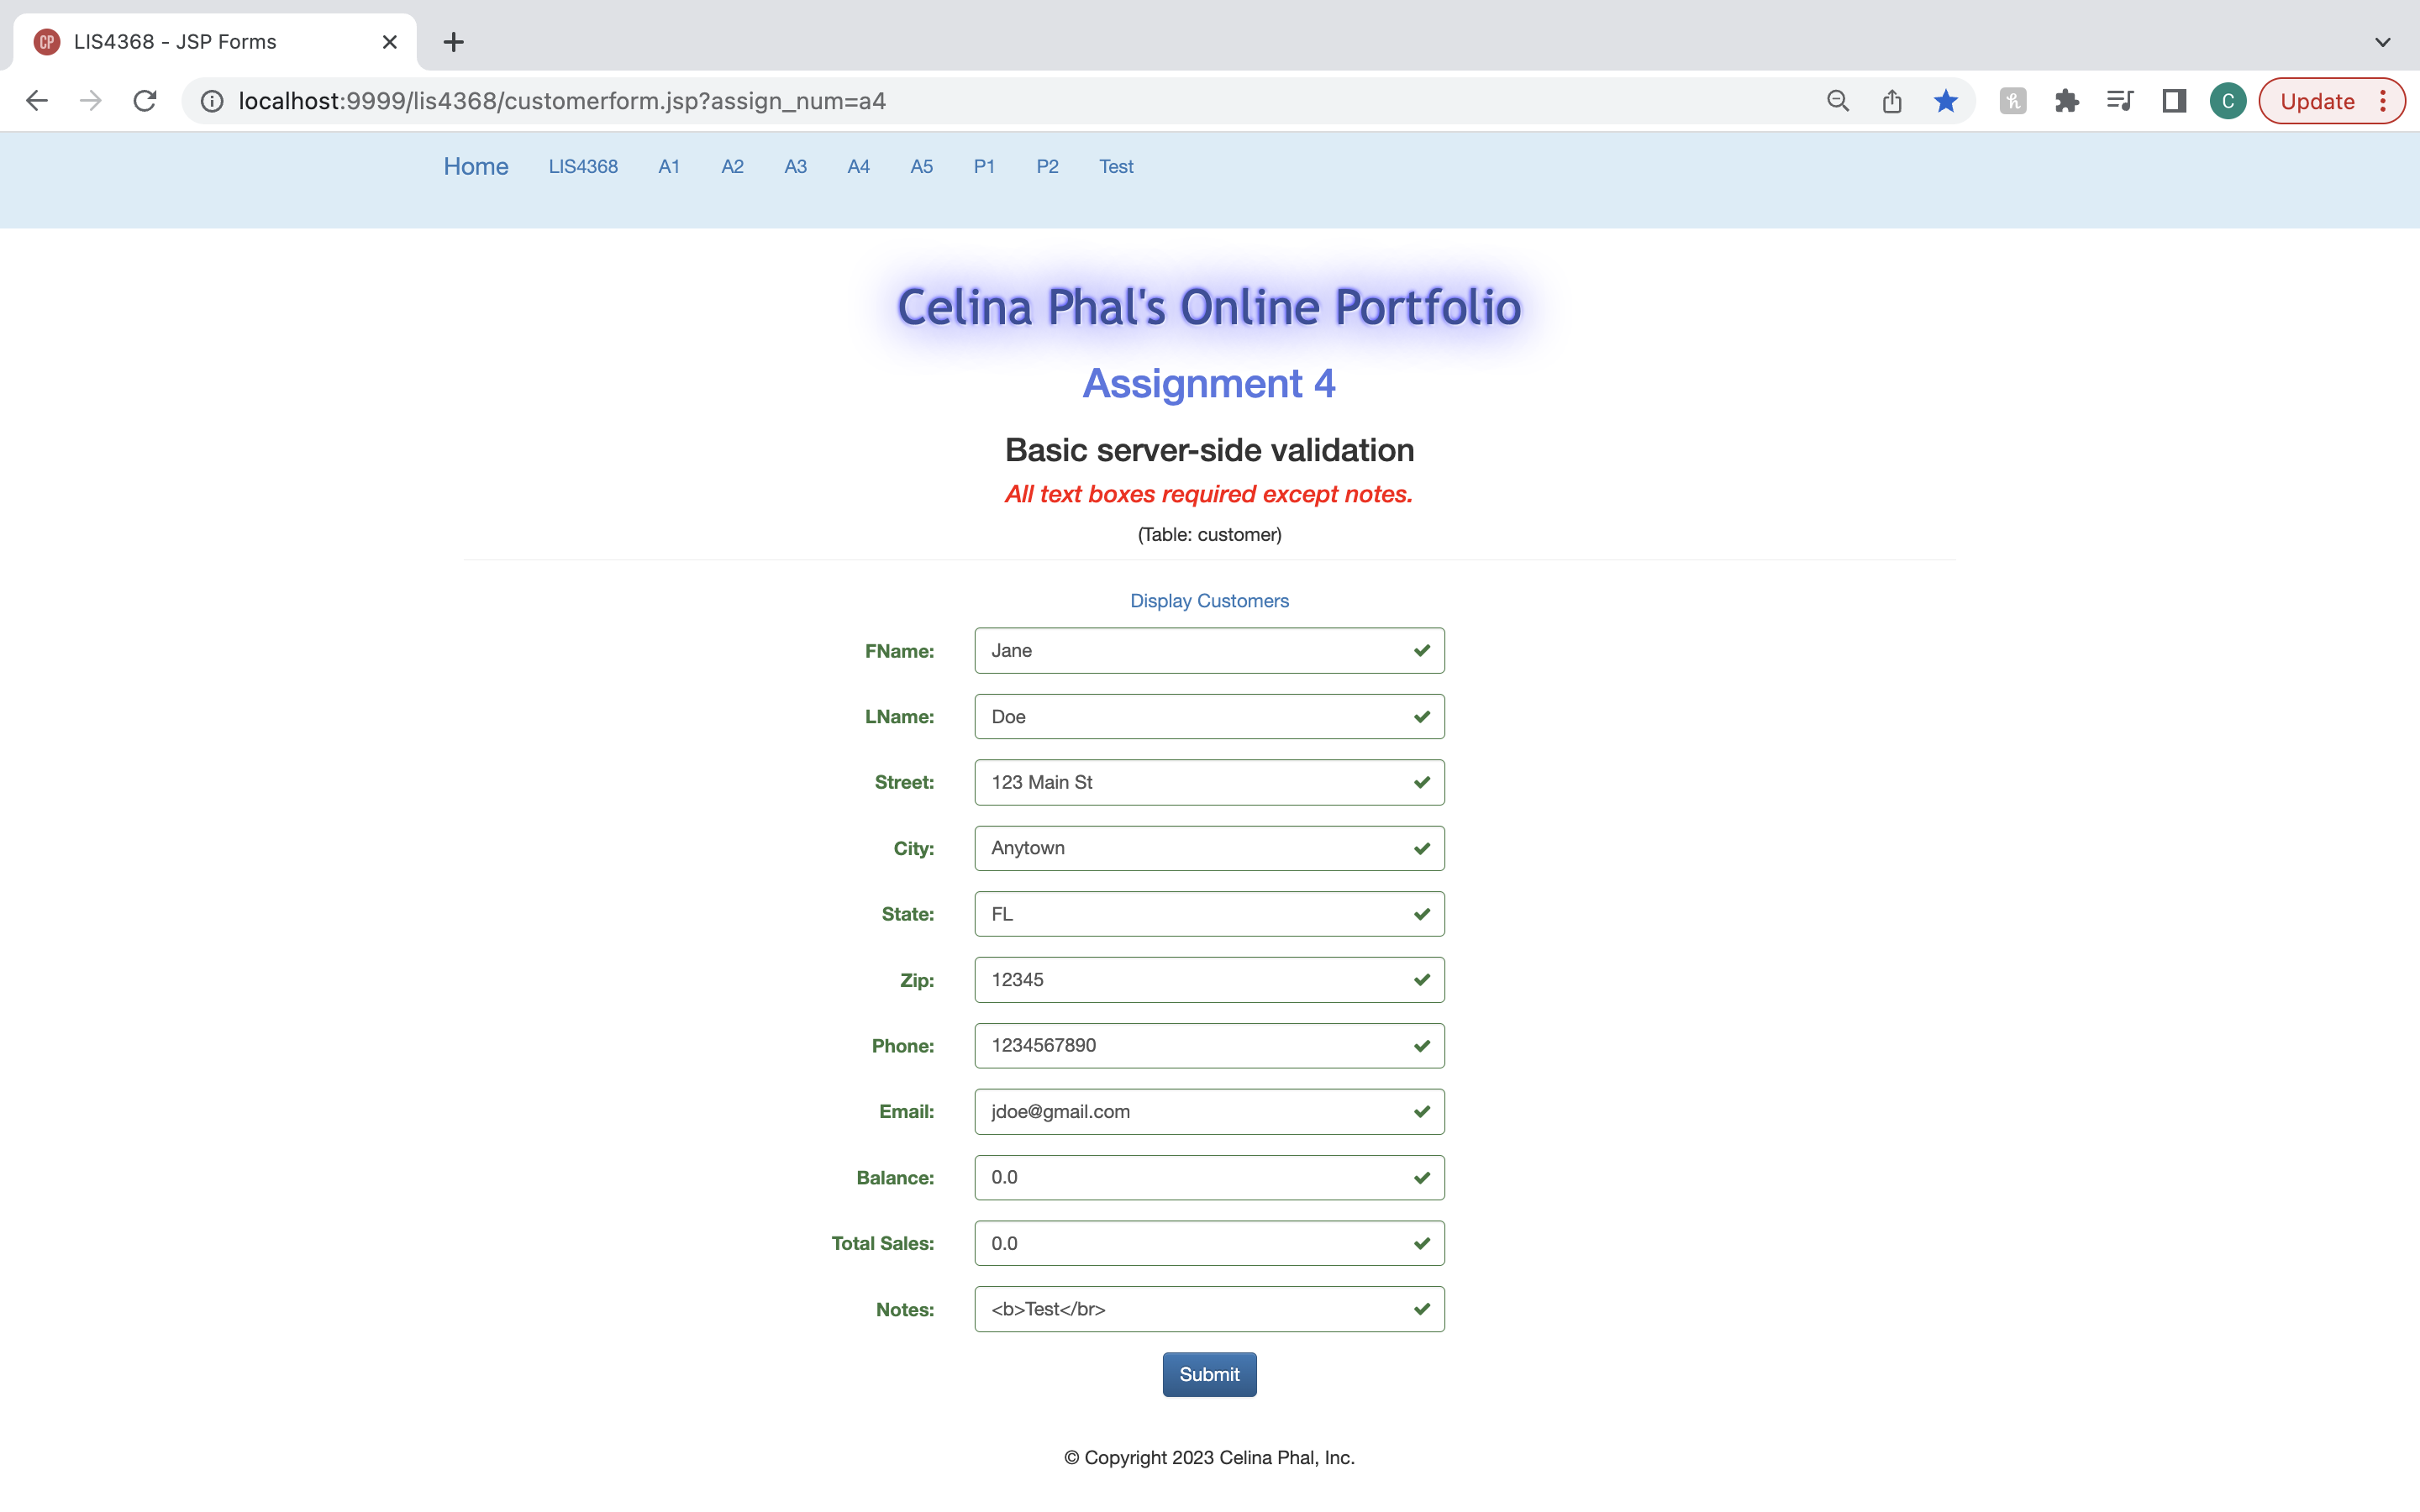 CP LIS4368 - JSP Forms
localhost:9999/lis4368/customerform.jsp?assign_num=a4
C Update
Home LIS4368 A1 A2 A3 A4 A5 P1 P2 Test
Celina Phal's Online Portfolio
Assignment 4
Basic server-side validation
All text boxes required except notes.
(Table: customer)
Display Customers
FName: Jane
LName: Doe
Street: 123 Main St
City: Anytown
State: FL
Zip: 12345
Phone: 1234567890
Email: jdoe@gmail.com
Balance: 0.0
Total Sales: 0.0
Notes: <b>Test</br>
Submit
© Copyright 2023 Celina Phal, Inc.